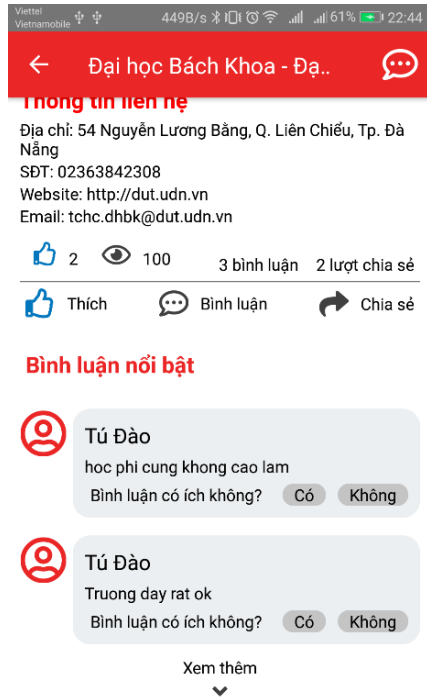 Viettel
Vietnamobile
449B/s 61% 22:44
Đại học Bách Khoa - Đạ..
Thông tin liên hệ
Địa chỉ: 54 Nguyễn Lương Bằng, Q. Liên Chiểu, Tp. Đà
Nẵng
SĐT: 02363842308
Website: http://dut.udn.vn
Email: tchc.dhbk@dut.udn.vn
2 100 3 bình luận 2 lượt chia sẻ
Thích Bình luận Chia sẻ
Bình luận nổi bật
Tú Đào
hoc phi cung khong cao lam
Bình luận có ích không? Có Không
Tú Đào
Truong day rat ok
Bình luận có ích không? Có Không
Xem thêm